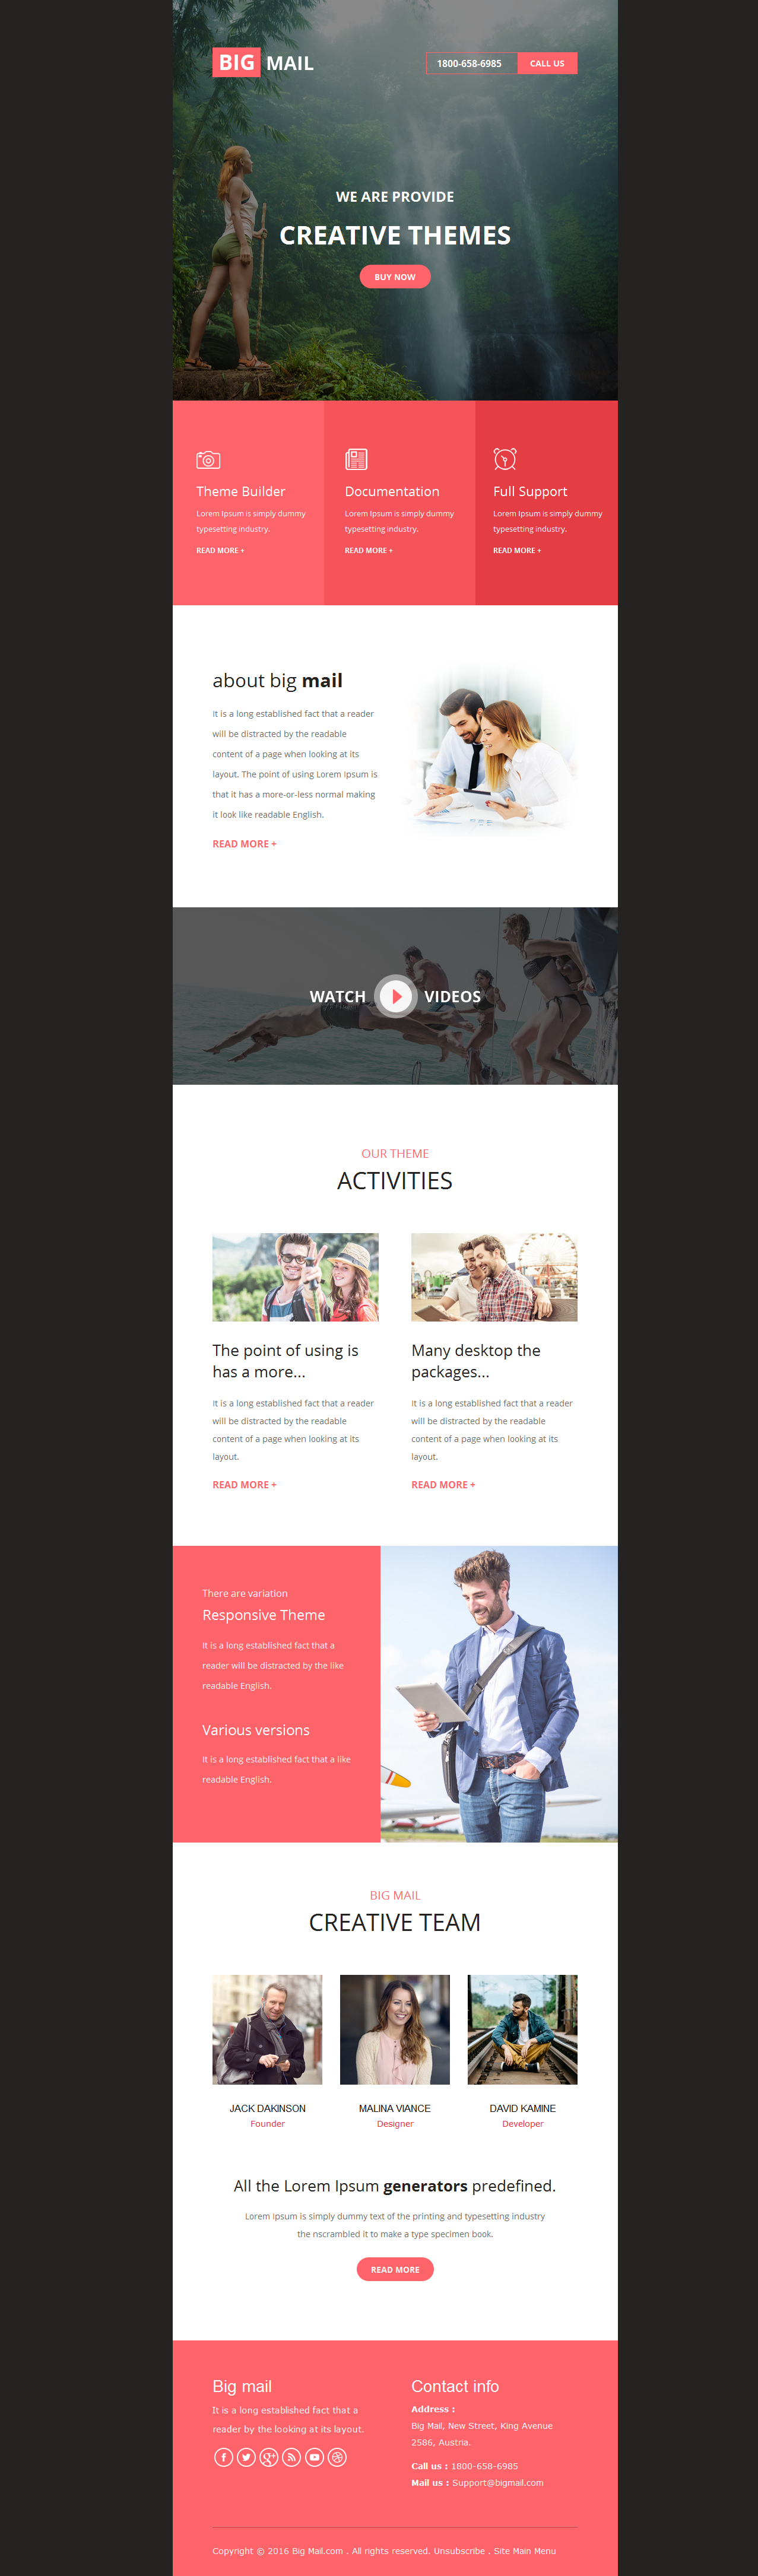 BIG MAIL
1800-658-6985 CALL US
WE ARE PROVIDE
CREATIVE THEMES
BUY NOW
Theme Builder
Lorem Ipsum is simply dummy
typesetting industry.
READ MORE +
Documentation
Lorem Ipsum is simply dummy
typesetting industry.
READ MORE +
Full Support
Lorem Ipsum is simply dummy
typesetting industry.
READ MORE +
about big mail
It is a long established fact that a reader
will be distracted by the readable
content of a page when looking at its
layout. The point of using Lorem Ipsum is
that it has a more-or-less normal making
it look like readable English.
READ MORE +
WATCH VIDEOS
OUR THEME
ACTIVITIES
The point of using is
has a more...
It is a long established fact that a reader
will be distracted by the readable
content of a page when looking at its
layout.
READ MORE +
Many desktop the
packages...
It is a long established fact that a reader
will be distracted by the readable
content of a page when looking at its
layout.
READ MORE +
There are variation
Responsive Theme
It is a long established fact that a
reader will be distracted by the like
readable English.
Various versions
It is a long established fact that a like
readable English.
BIG MAIL
CREATIVE TEAM
JACK DAKINSON
Founder
MALINA VIANCE
Designer
DAVID KAMINE
Developer
All the Lorem Ipsum generators predefined.
Lorem Ipsum is simply dummy text of the printing and typesetting industry
the nscrambled it to make a type specimen book.
READ MORE
Big mail
It is a long established fact that a
reader by the looking at its layout.
Contact info
Address :
Big Mail, New Street, King Avenue
2586, Austria.
Call us : 1800-658-6985
Mail us : Support@bigmail.com
Copyright © 2016 Big Mail.com . All rights reserved. Unsubscribe . Site Main Menu